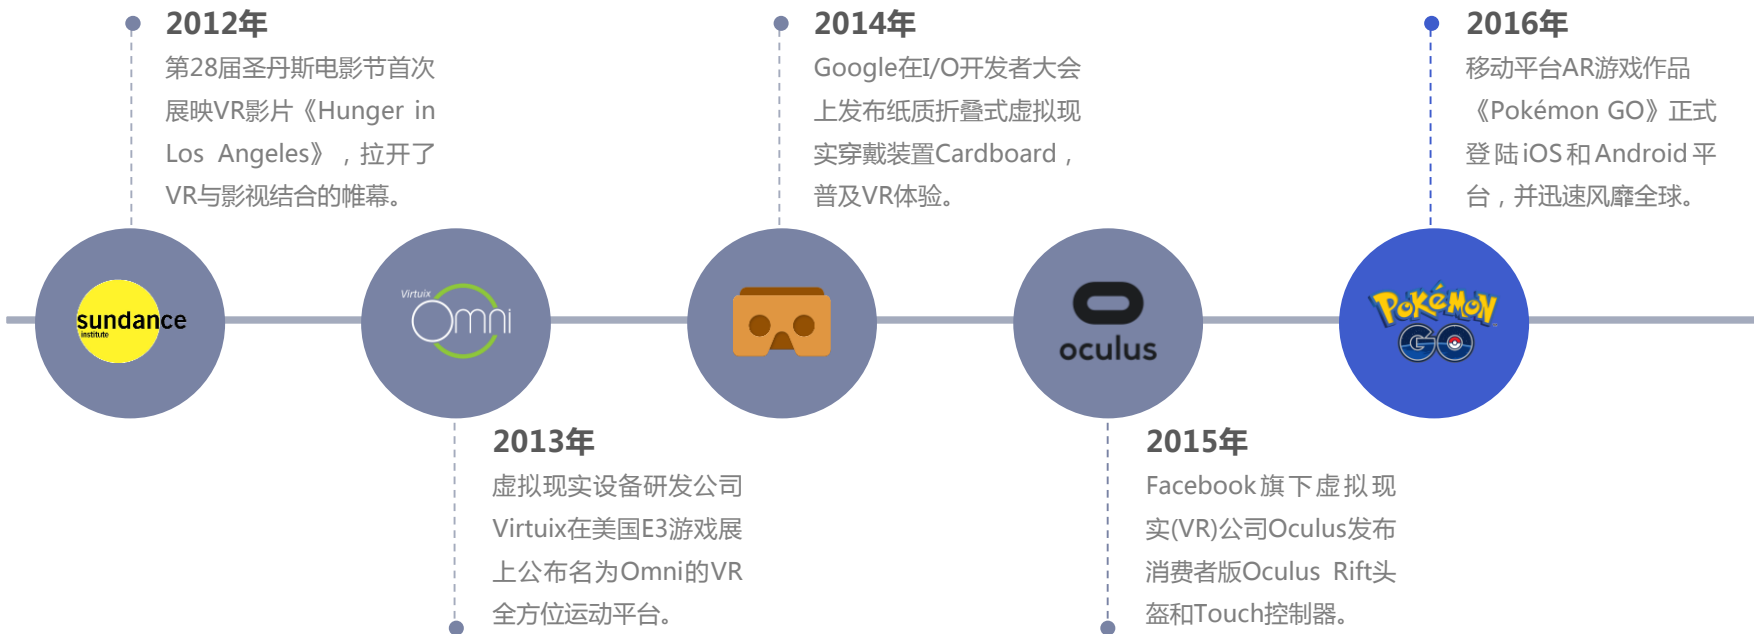 2012年
第28届圣丹斯电影节首次
展映VR影片《Hunger in
Los Angeles》，拉开了
VR与影视结合的帷幕。
2014年
Google在I/O开发者大会
上发布纸质折叠式虚拟现
实穿戴装置Cardboard，
普及VR体验。
2016年
移动平台AR游戏作品
《Pokémon GO》正式
登陆iOS和Android平
台，并迅速风靡全球。
sundance
institute
Virtuix
Omni
oculus
POKéMON
GO
2013年
虚拟现实设备研发公司
Virtuix在美国E3游戏展
上公布名为Omni的VR
全方位运动平台。
2015年
Facebook旗下虚拟现
实(VR)公司Oculus发布
消费者版Oculus Rift头
盔和Touch控制器。